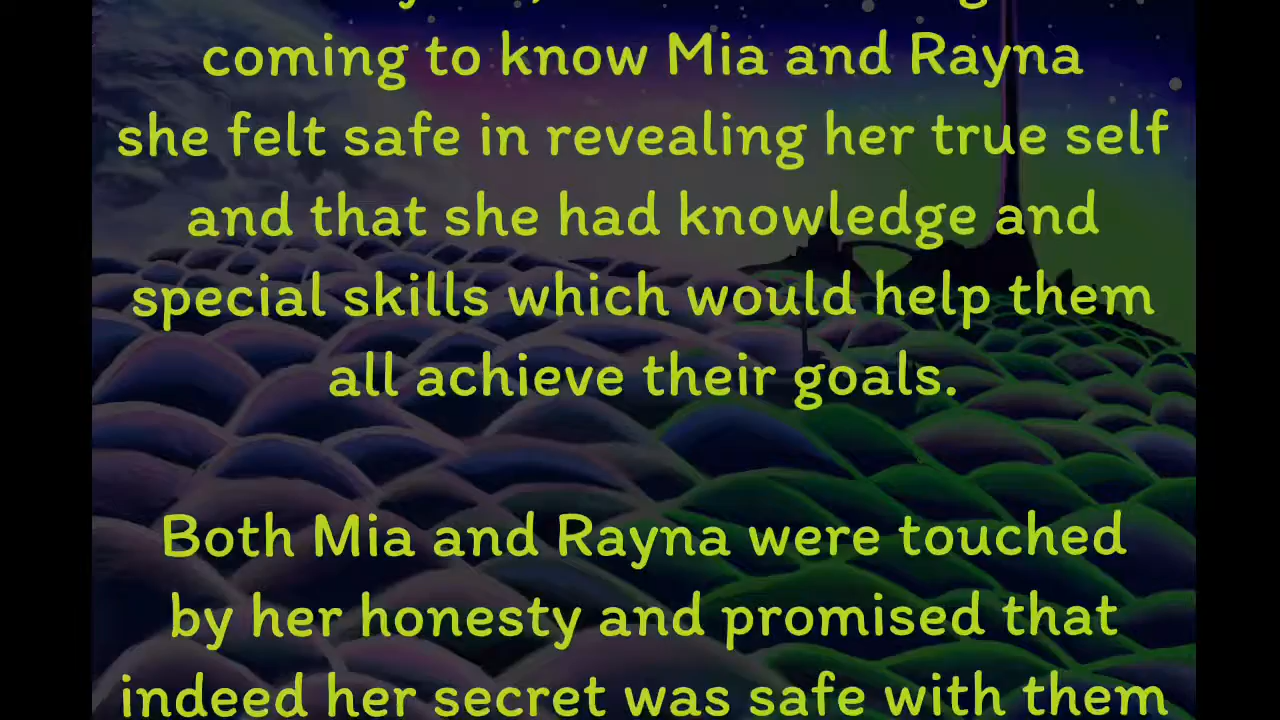 coming to know Mia and Rayna
she felt safe in revealing her true self
and that she had knowledge and
special skills which would help them
all achieve their goals.
Both Mia and Rayna were touched
by her honesty and promised that
indeed her secret was safe with them